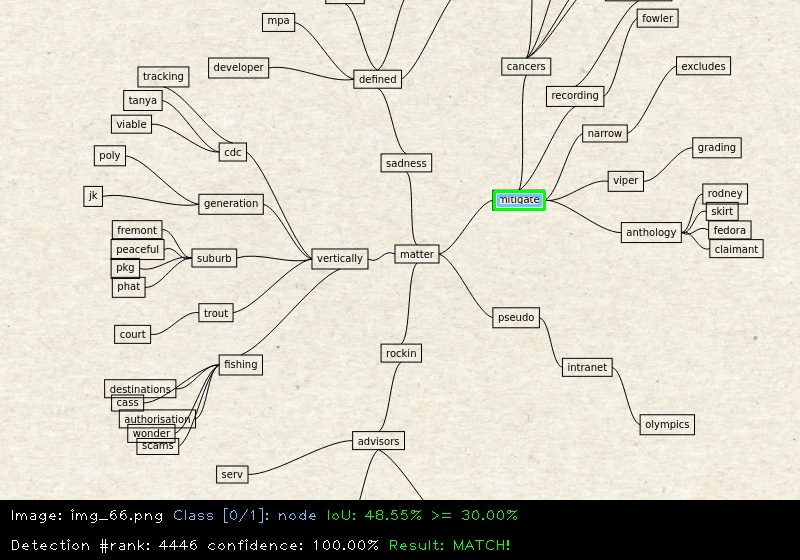 fowler
mpa
cancers
excludes
developer
defined
tracking
recording
tanya
viable
narrow
cdc
grading
poly
sadness
viper
jk
generation
mitigate
rodney
skirt
fremont
anthology
fedora
peaceful
claimant
suburb
vertically
matter
pkg
phat
trout
pseudo
court
rockin
fishing
intranet
destinations
cass
authorisation
olympics
wonder
advisors
scams
serv
Image: img_66.png Class [0/1]: node IoU: 48.55% >= 30.00%
Detection #rank: 4446 confidence: 100.00% Result: MATCH!